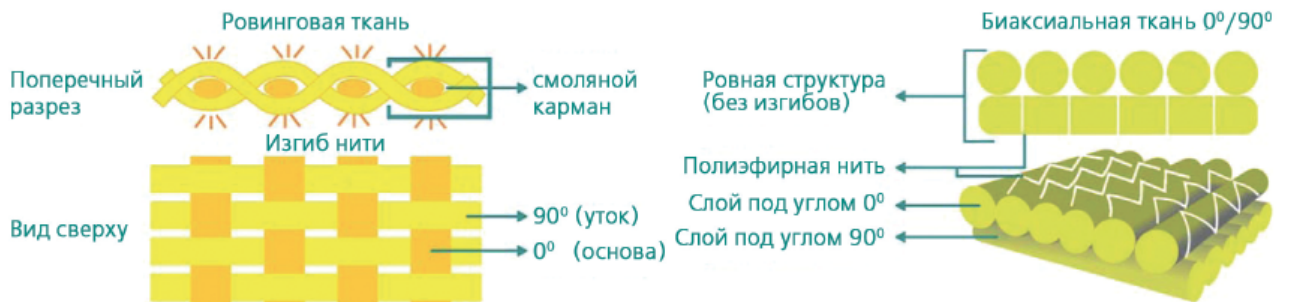 Ровинговая ткань
Поперечный
разрез
смоляной
карман
Изгиб нити
Вид сверху
90⁰ (уток)
0⁰ (основа)
Биаксиальная ткань 0⁰/90⁰
Ровная структура
(без изгибов)
Полиэфирная нить
Слой под углом 0⁰
Слой под углом 90⁰